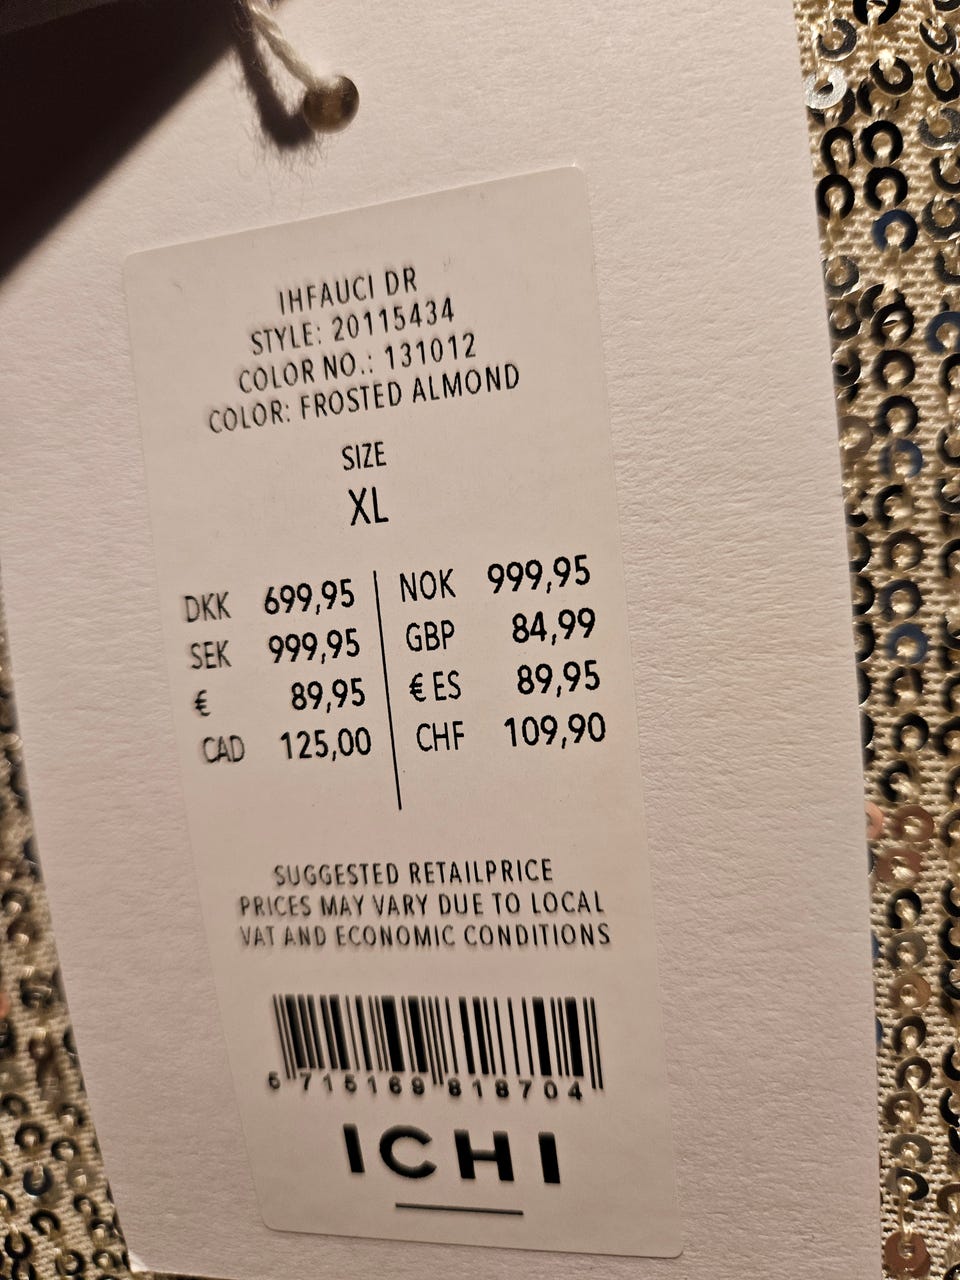 IHFAUCI DR
STYLE: 20115434
COLOR NO.: 131012
COLOR: FROSTED ALMOND
SIZE
XL
DKK 699,95 NOK 999,95
SEK 999,95 GBP 84,99
€ 89,95 € ES 89,95
CAD 125,00 CHF 109,90
SUGGESTED RETAILPRICE
PRICES MAY VARY DUE TO LOCAL
VAT AND ECONOMIC CONDITIONS
5 715169 818704
ICHI